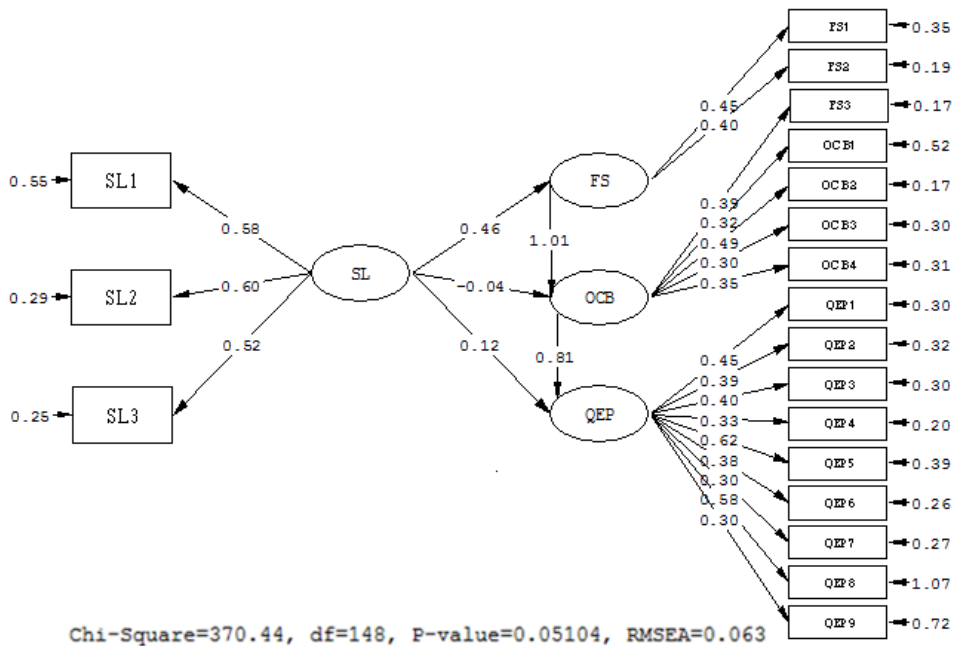 FS1
0.35
FS2
0.19
0.45
FS3
0.17
0.40
OCB1
0.52
0.55
SL1
FS
OCB2
0.17
0.39
0.32
OCB3
0.30
0.58
0.46
1.01
0.49
0.30
OCB4
0.31
SL
0.35
0.29
SL2
0.60
-0.04
OCB
QEP1
0.30
0.52
0.12
0.81
QEP2
0.32
0.45
0.39
QEP3
0.30
0.40
0.25
SL3
QEP
0.33
QEP4
0.20
0.62
0.38
QEP5
0.39
0.30
QEP6
0.26
0.58
0.30
QEP7
0.27
QEP8
1.07
QEP9
0.72
Chi-Square=370.44, df=148, P-value=0.05104, RMSEA=0.063